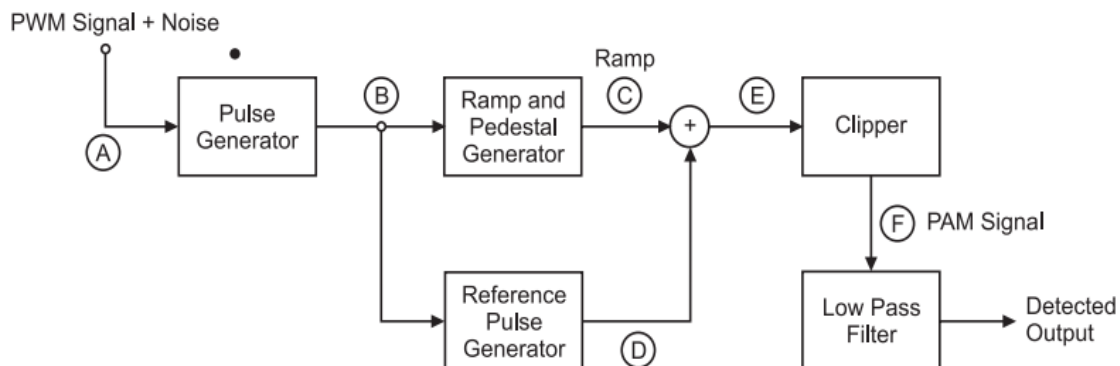 PWM Signal + Noise
A
Pulse
Generator
B
Ramp and
Pedestal
Generator
Ramp
C
+
E
Clipper
F
PAM Signal
Reference
Pulse
Generator
D
Low Pass
Filter
Detected
Output